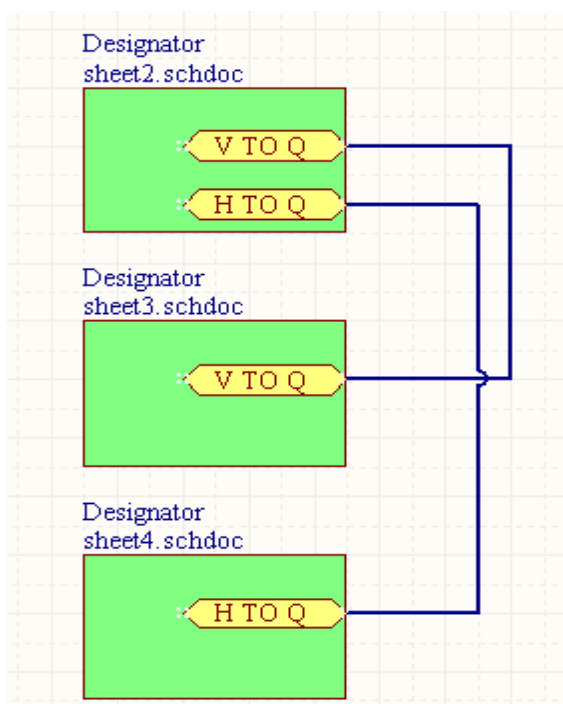 Designator
sheet2.schdoc
V TO Q
H TO Q
Designator
sheet3.schdoc
V TO Q
Designator
sheet4.schdoc
H TO Q